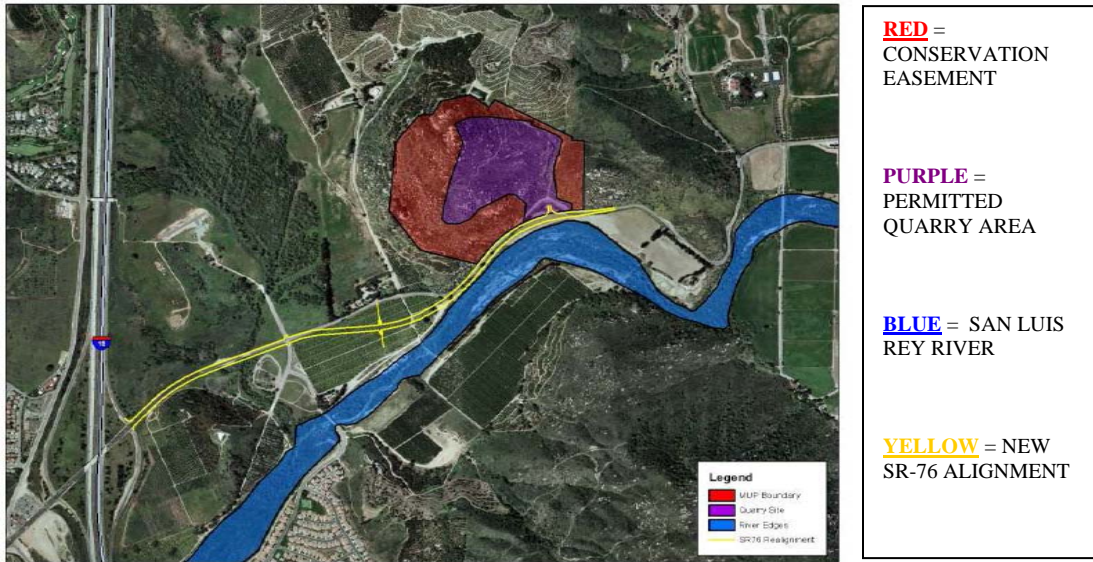 15
Legend
MUP Boundary
Quarry Site
River Edges
SR76 Realignment
RED =
CONSERVATION
EASEMENT
PURPLE =
PERMITTED
QUARRY AREA
BLUE = SAN LUIS
REY RIVER
YELLOW = NEW
SR-76 ALIGNMENT